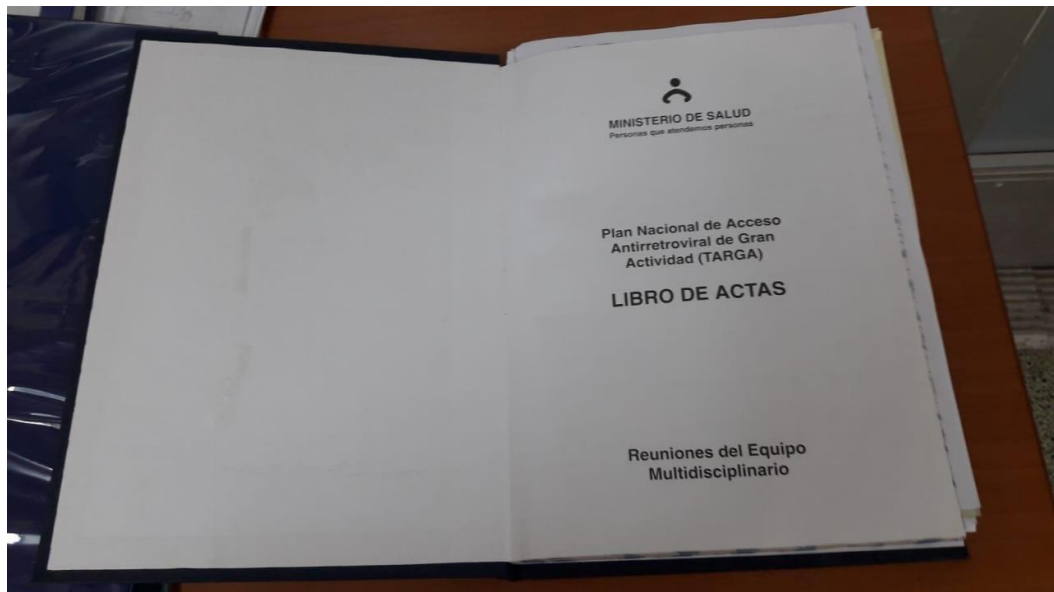 MINISTERIO DE SALUD
Personas que atendemos personas
Plan Nacional de Acceso
Antirretroviral de Gran
Actividad (TARGA)
LIBRO DE ACTAS
Reuniones del Equipo
Multidisciplinario